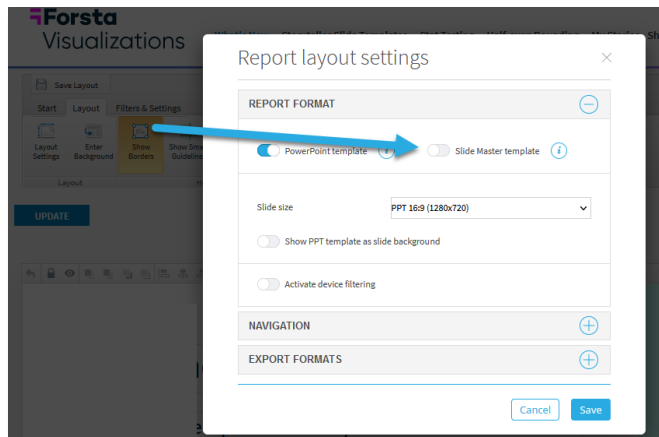 Forsta
Visualizations
Report layout settings
Save Layout
Start Layout Filters & Settings
REPORT FORMAT
Layout Settings
Enter Background
Show Borders
PowerPoint template i
Slide Master template i
Layout
Slide size
PPT 16:9 (1280x720)
UPDATE
Show PPT template as slide background
Activate device filtering
NAVIGATION
EXPORT FORMATS
Cancel Save